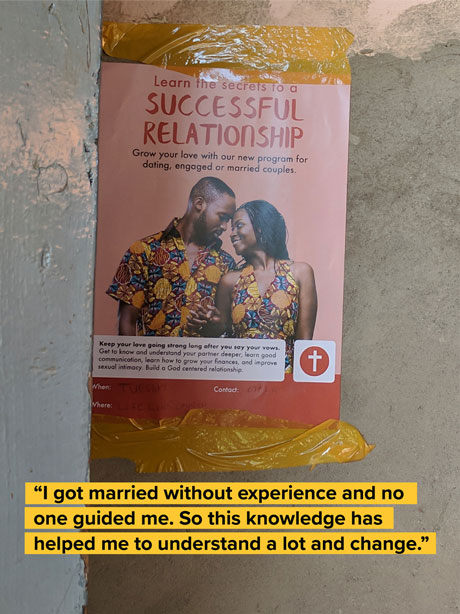 Learn the secrets to a
SUCCESSFUL
RELATIONSHIP
Grow your love with our new program for
dating, engaged or married couples.
Keep your love going strong long after you say your vows.
Get to know and understand your partner deeper, learn good
communication, learn how to grow your finances, and improve
sexual intimacy. Build a God centered relationship.
When: TUESDAY Contact:
Where: LIFE
“I got married without experience and no
one guided me. So this knowledge has
helped me to understand a lot and change.”